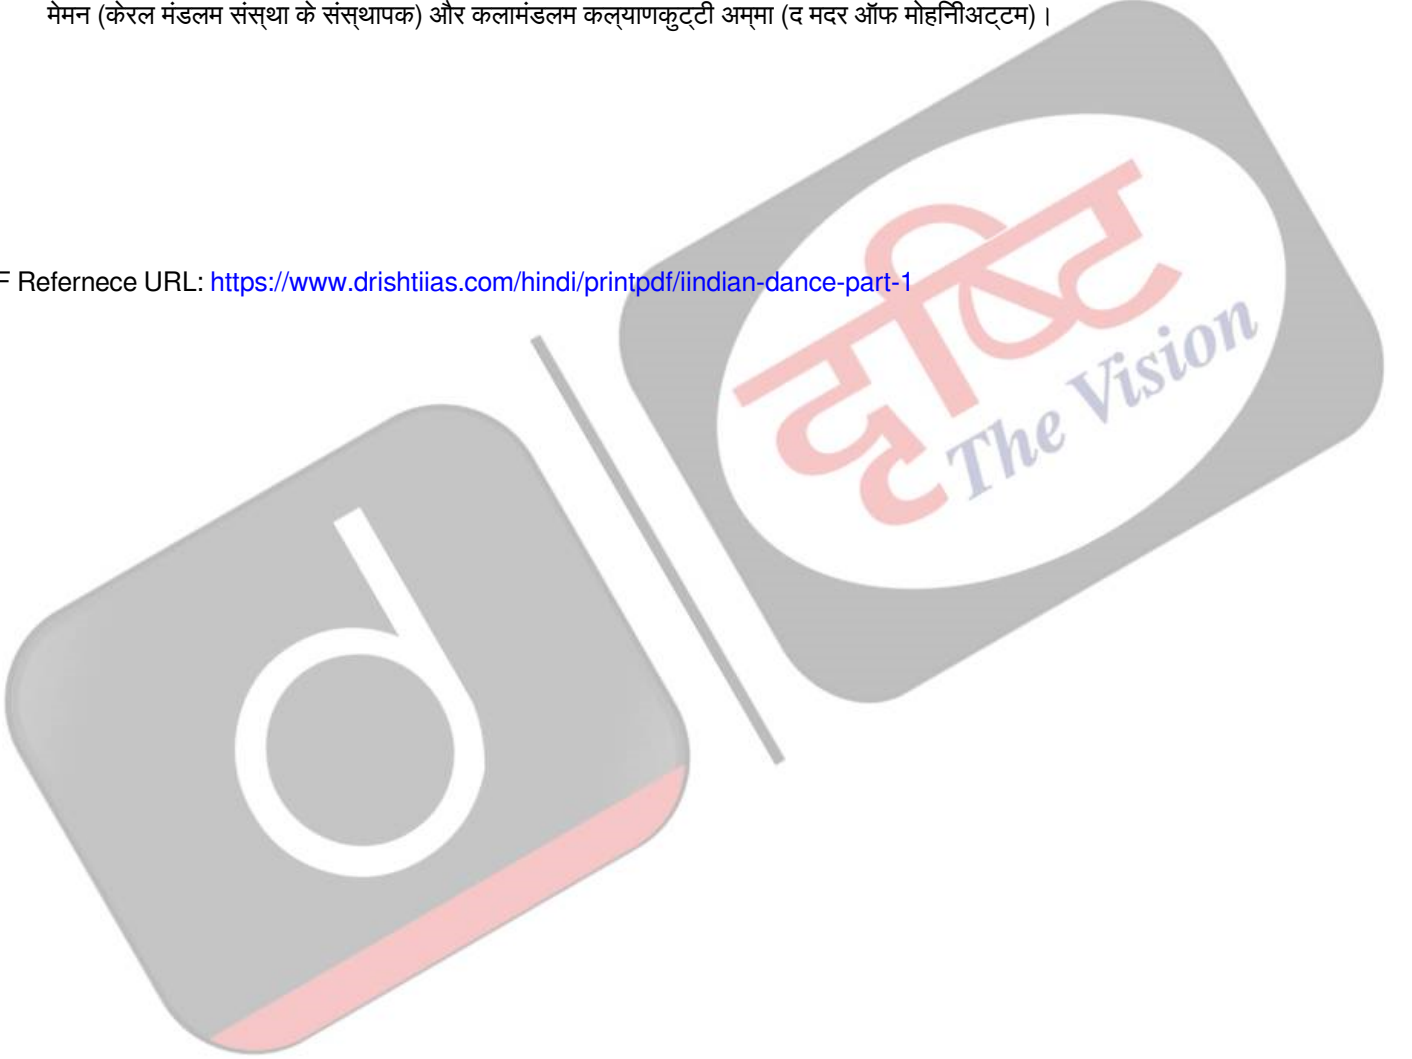 मेमन (केरल मंडलम संस्था के संस्थापक) और कलामंडलम कल्याणकुट्टी अम्मा (द मदर ऑफ मोहिनीअट्टम)।
F Refernece URL: https://www.drishtiias.com/hindi/printpdf/iindian-dance-part-1
दृष्टि
The Vision
d